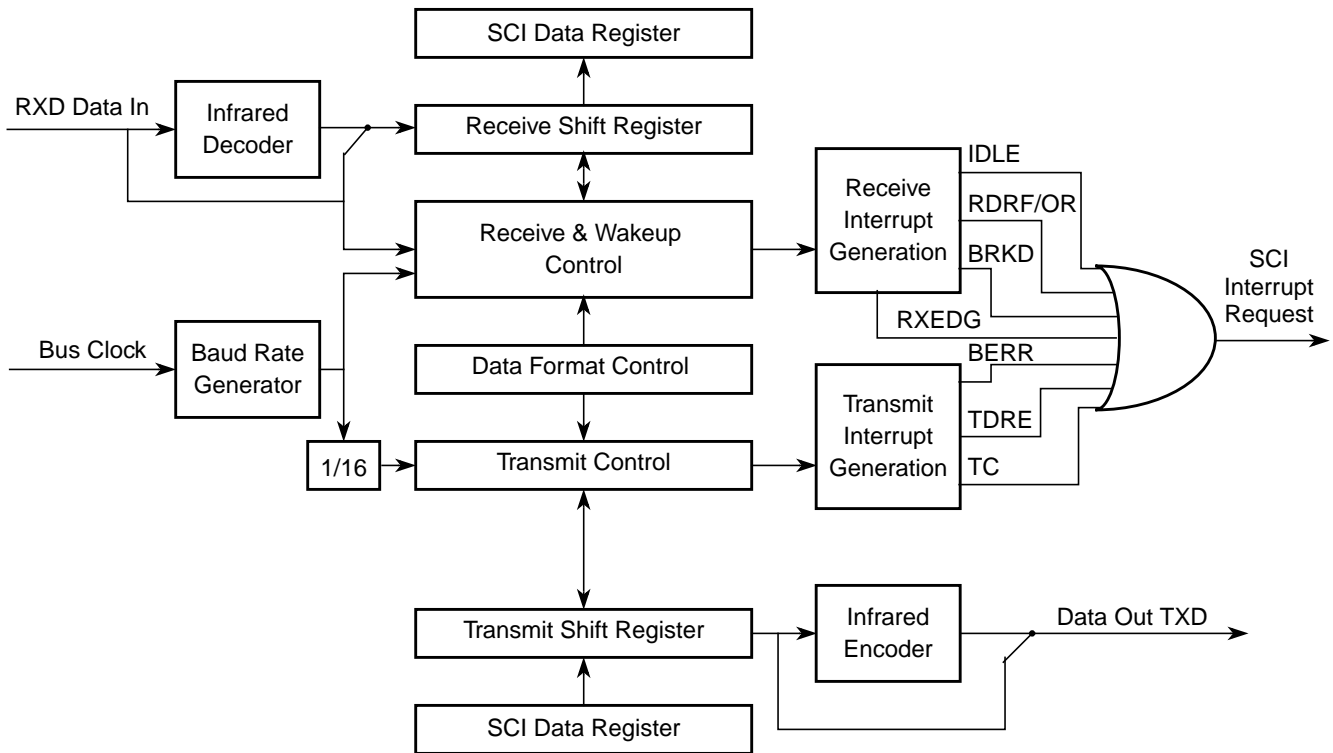 SCI Data Register
RXD Data In
Infrared
Decoder
Receive Shift Register
IDLE
Receive
Interrupt
Generation
RDRF/OR
Receive & Wakeup
Control
BRKD
SCI
Interrupt
Request
RXEDG
Bus Clock
Baud Rate
Generator
Data Format Control
BERR
Transmit
Interrupt
Generation
TDRE
1/16
Transmit Control
TC
Transmit Shift Register
Infrared
Encoder
Data Out TXD
SCI Data Register